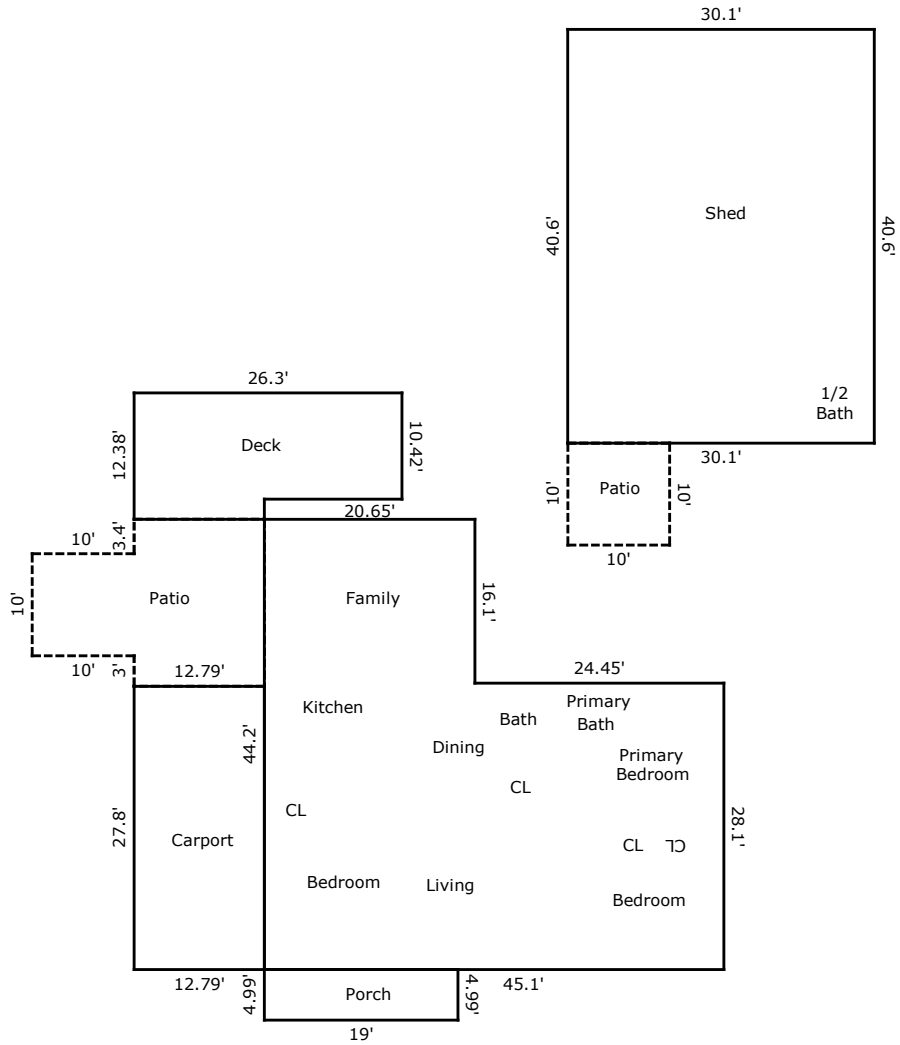 30.1'
Shed
40.6'
40.6'
1/2
Bath
30.1'
10'
Patio
10'
10'
26.3'
12.38'
Deck
10.42'
20.65'
3.4'
10'
10'
Patio
10'
3'
12.79'
Family
16.1'
24.45'
Kitchen
44.2'
Bath
Primary
Bath
Dining
Primary
Bedroom
CL
CL
27.8'
Carport
CL
CL
28.1'
Bedroom
Living
Bedroom
12.79'
4.99'
Porch
4.99'
45.1'
19'